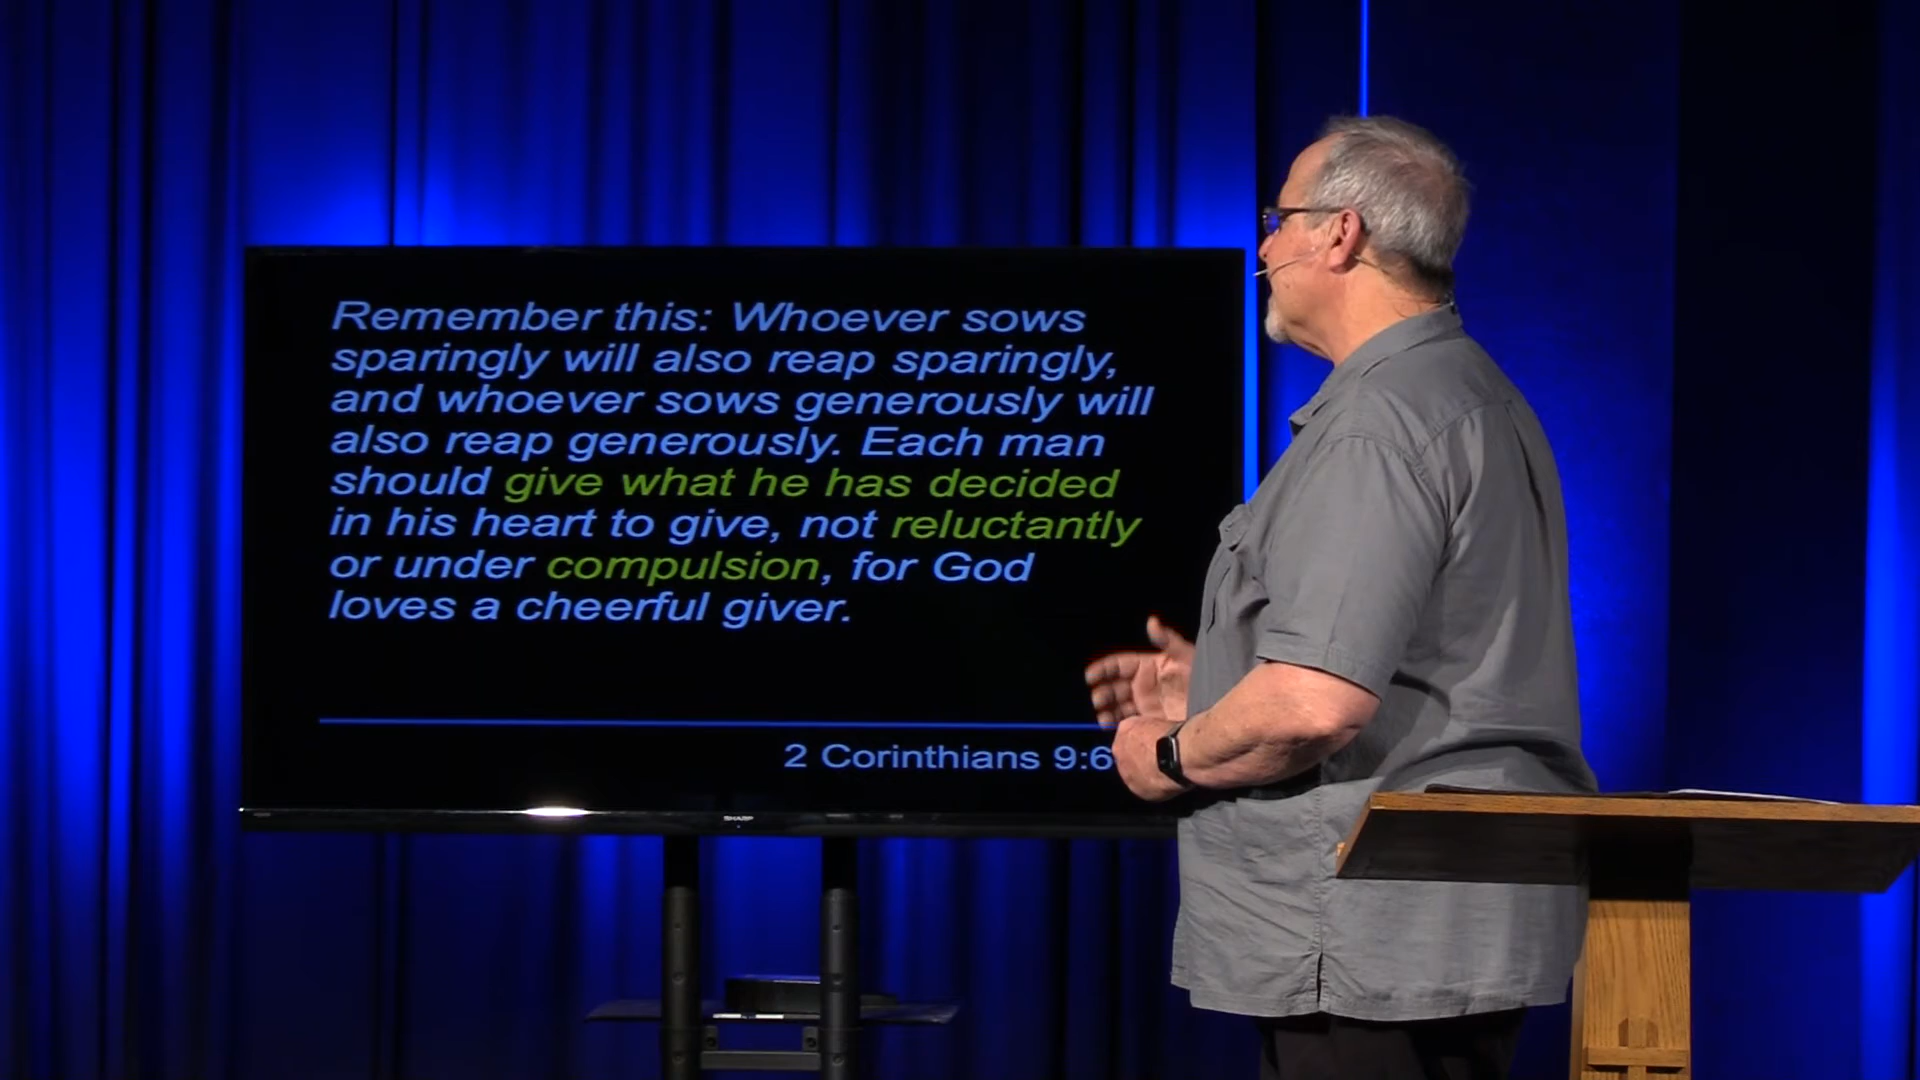 Remember this: Whoever sows
sparingly will also reap sparingly,
and whoever sows generously will
also reap generously. Each man
should give what he has decided
in his heart to give, not reluctantly
or under compulsion, for God
loves a cheerful giver.
2 Corinthians 9:6
SHARP